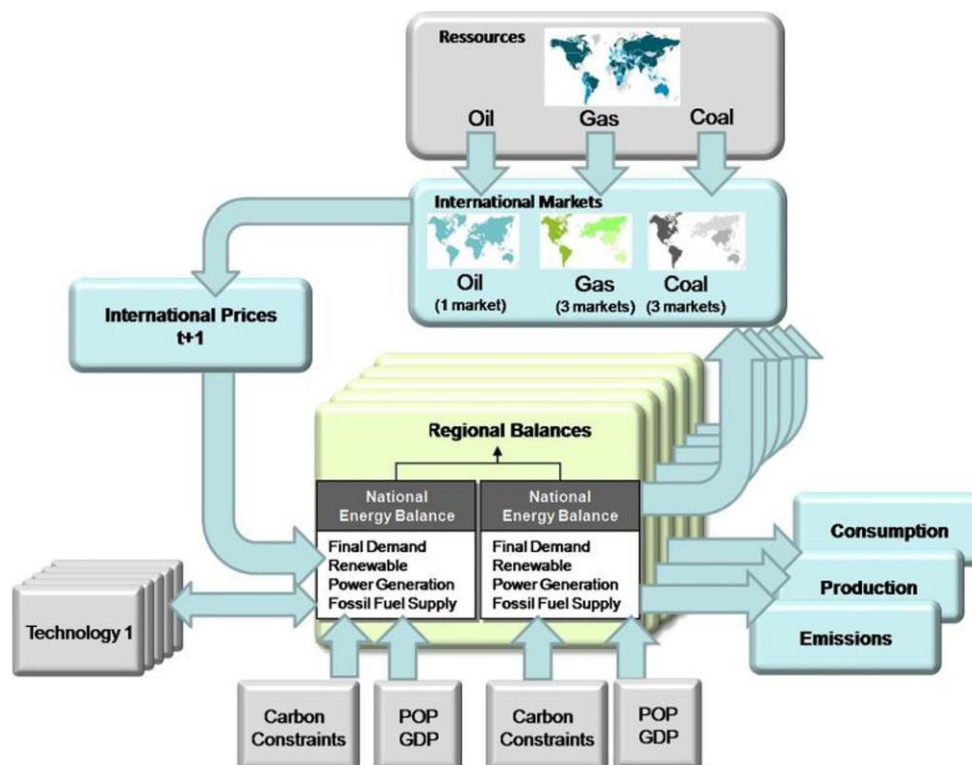 Ressources
Oil
Gas
Coal
International Markets
Oil
(1 market)
Gas
(3 markets)
Coal
(3 markets)
International Prices
t+1
Regional Balances
National
Energy Balance
Final Demand
Renewable
Power Generation
Fossil Fuel Supply
National
Energy Balance
Final Demand
Renewable
Power Generation
Fossil Fuel Supply
Consumption
Production
Emissions
Technology 1
Carbon
Constraints
POP
GDP
Carbon
Constraints
POP
GDP